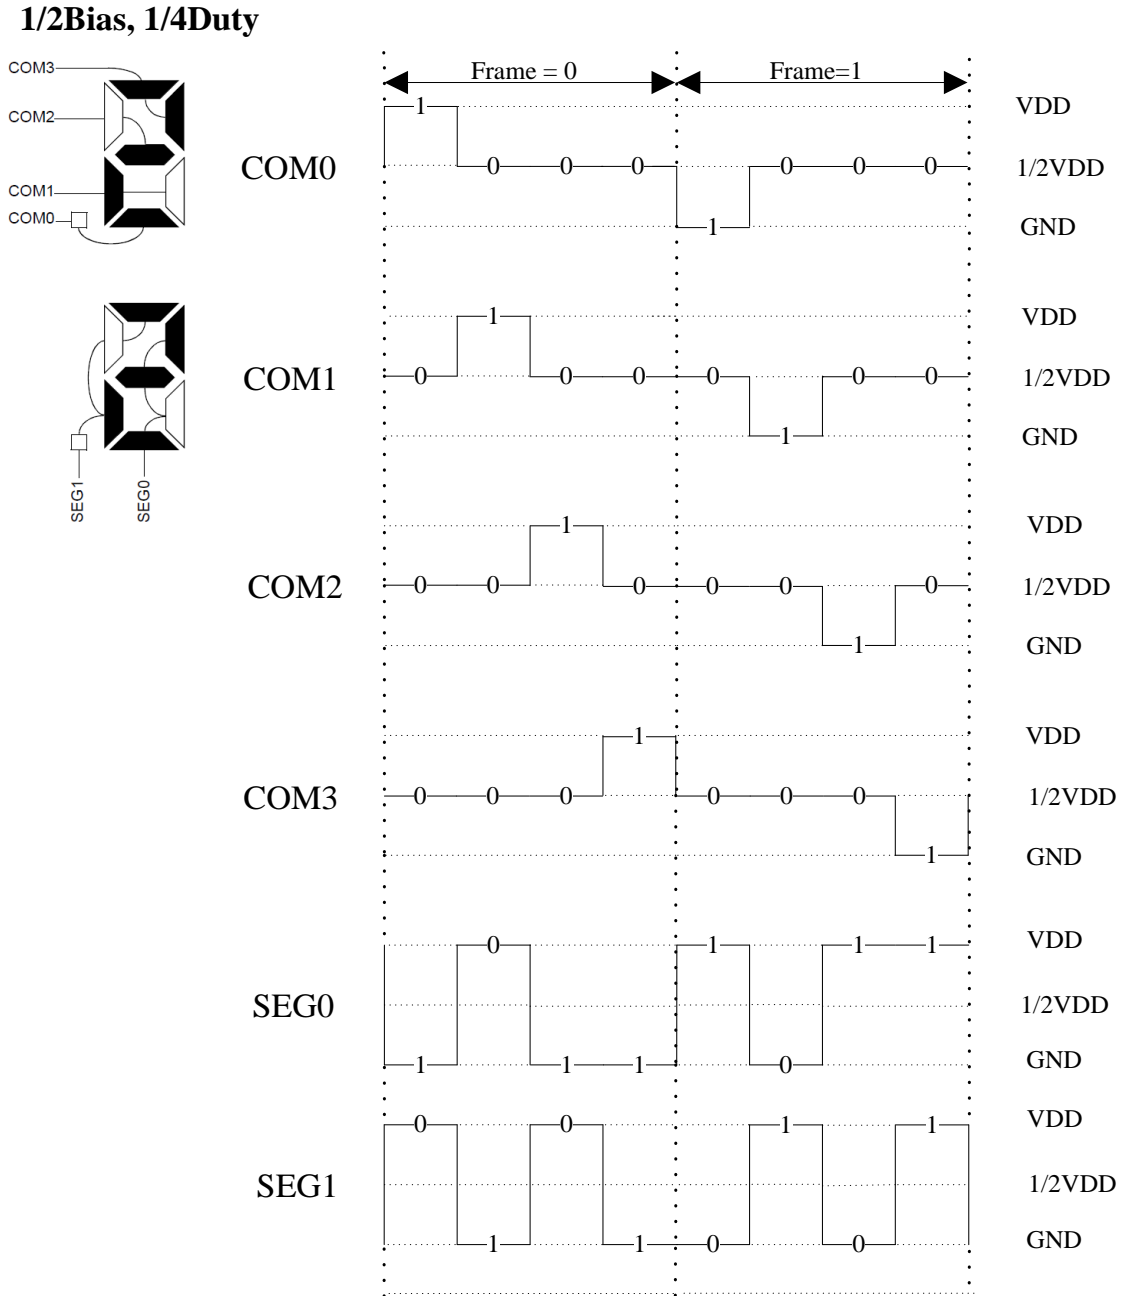 1/2Bias, 1/4Duty
COM3
COM2
COM1
COM0
SEG1
SEG0
Frame = 0 Frame=1
COM0
1 0 0 0 1 0 0 0
VDD
1/2VDD
GND
COM1
0 1 0 0 0 1 0 0
VDD
1/2VDD
GND
COM2
0 0 1 0 0 0 1 0
VDD
1/2VDD
GND
COM3
0 0 0 1 0 0 0 1
VDD
1/2VDD
GND
SEG0
1 0 1 1 1 0 1 1
VDD
1/2VDD
GND
SEG1
0 1 0 1 0 1 0 1
VDD
1/2VDD
GND